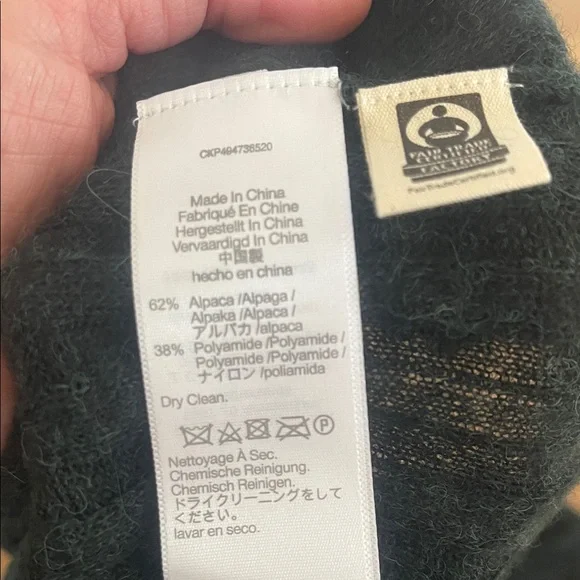 CKP494736520
Made In China
Fabriqué En Chine
Hergestellt In China
Vervaardigd In China
中国製
hecho en china
62% Alpaca /Alpaga /
Alpaka /Alpaca /
アルパカ /alpaca
38% Polyamide /Polyamide /
Polyamide /Polyamide /
ナイロン /poliamida
Dry Clean.
P
Nettoyage À Sec.
Chemische Reinigung.
Chemisch Reinigen.
ドライクリーニングをして
ください。
lavar en seco.
FAIR TRADE
CERTIFIED
FACTORY
FairTradeCertified.org